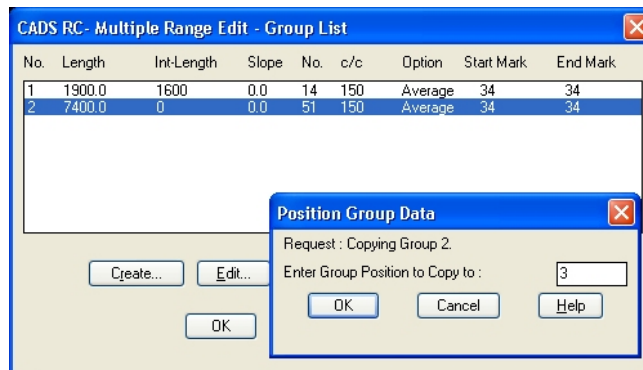 CADS RC- Multiple Range Edit - Group List
No. Length Int-Length Slope No. c/c Option Start Mark End Mark
1 1900.0 1600 0.0 14 150 Average 34 34
2 7400.0 0 0.0 51 150 Average 34 34
Position Group Data
Request : Copying Group 2.
Enter Group Position to Copy to : 3
OK Cancel Help
Create... Edit...
OK